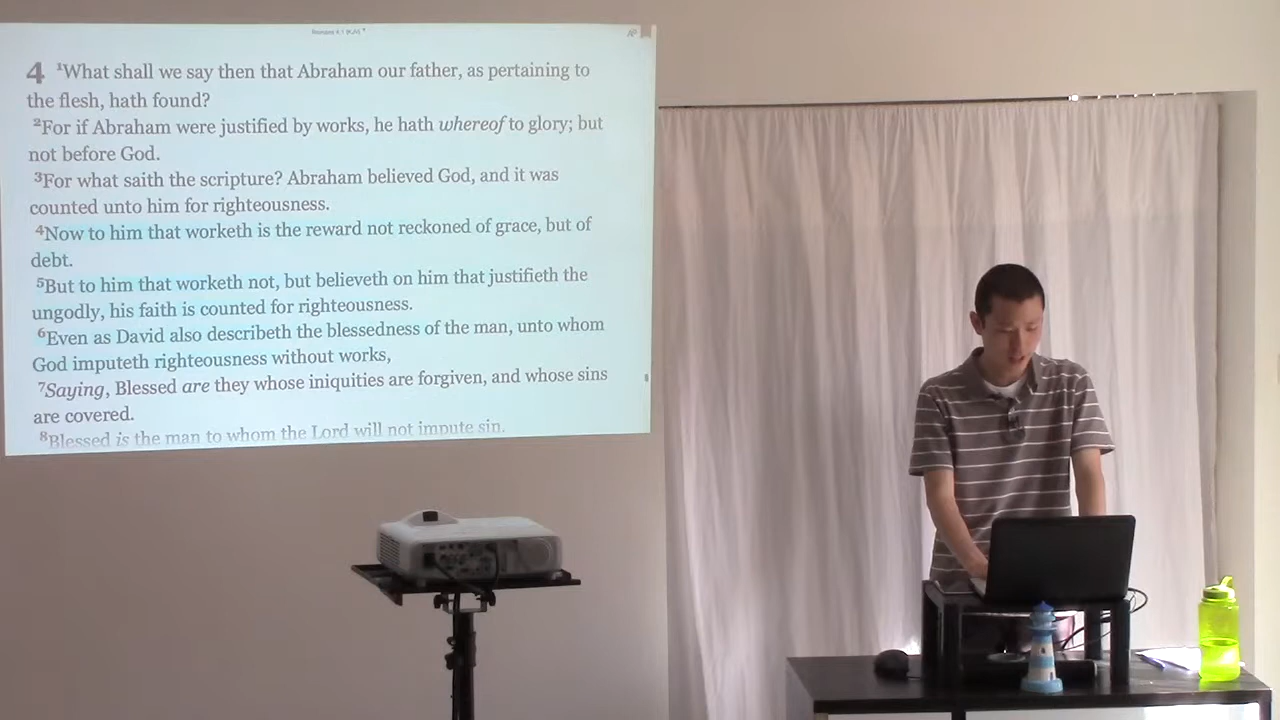 4 ¹What shall we say then that Abraham our father, as pertaining to
the flesh, hath found?
²For if Abraham were justified by works, he hath whereof to glory; but
not before God.
³For what saith the scripture? Abraham believed God, and it was
counted unto him for righteousness.
⁴Now to him that worketh is the reward not reckoned of grace, but of
debt.
⁵But to him that worketh not, but believeth on him that justifieth the
ungodly, his faith is counted for righteousness.
⁶Even as David also describeth the blessedness of the man, unto whom
God imputeth righteousness without works,
⁷Saying, Blessed are they whose iniquities are forgiven, and whose sins
are covered.
⁸Blessed is the man to whom the Lord will not impute sin.